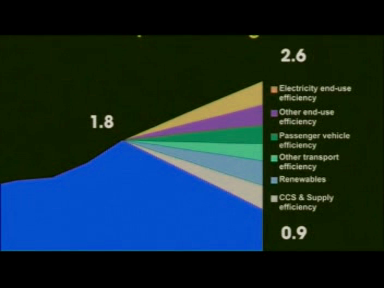 2.6
1.8
Electricity end-use
efficiency
Other end-use
efficiency
Passenger vehicle
efficiency
Other transport
efficiency
Renewables
CCS & Supply
efficiency
0.9